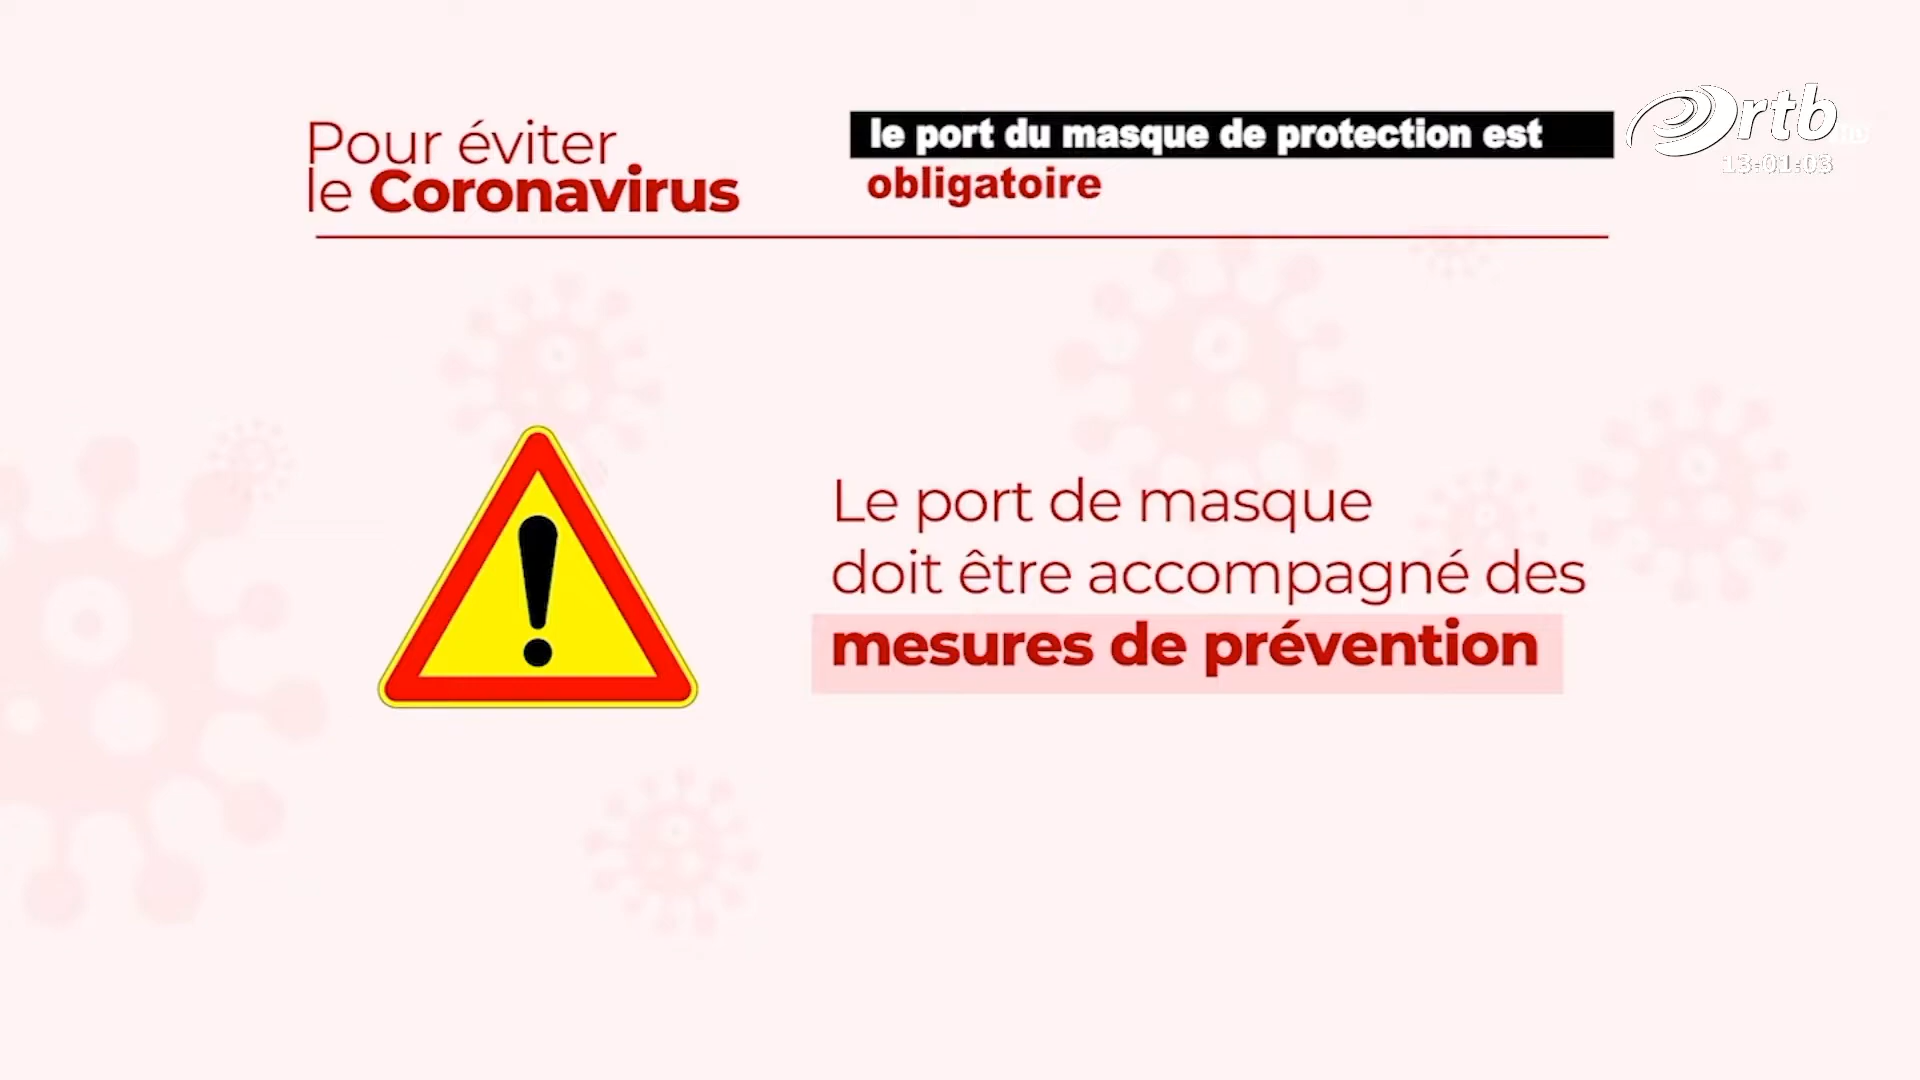 Pour éviter
le Coronavirus
le port du masque de protection est
obligatoire
rtb
13:01:03
Le port de masque
doit être accompagné des
mesures de prévention